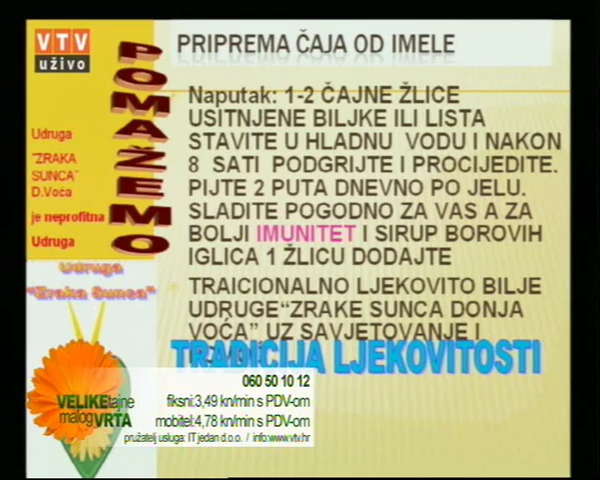 VTV
uživo
POMAŽEMO
Udruga
"ZRAKA
SUNCA"
D.Voća
je neprofitna
Udruga
Udruga
"Zraka Sunca"
PRIPREMA ČAJA OD IMELE
Naputak: 1-2 ČAJNE ŽLICE
USITNJENE BILJKE ILI LISTA
STAVITE U HLADNU VODU I NAKON
8 SATI PODGRIJTE I PROCIJEDITE.
PIJTE 2 PUTA DNEVNO PO JELU.
SLADITE POGODNO ZA VAS A ZA
BOLJI IMUNITET I SIRUP BOROVIH
IGLICA 1 ŽLICU DODAJTE
TRAICIONALNO LJEKOVITO BILJE
UDRUGE“ZRAKE SUNCA DONJA
VOĆA” UZ SAVJETOVANJE I
TRADICIJA LJEKOVITOSTI
VELIKE tajne
malog VRTA
060 50 10 12
fiksni:3,49 kn/min s PDV-om
mobitel:4,78 kn/min s PDV-om
pružatelj usluga: IT jedan d.o.o. / info:www.vtv.hr